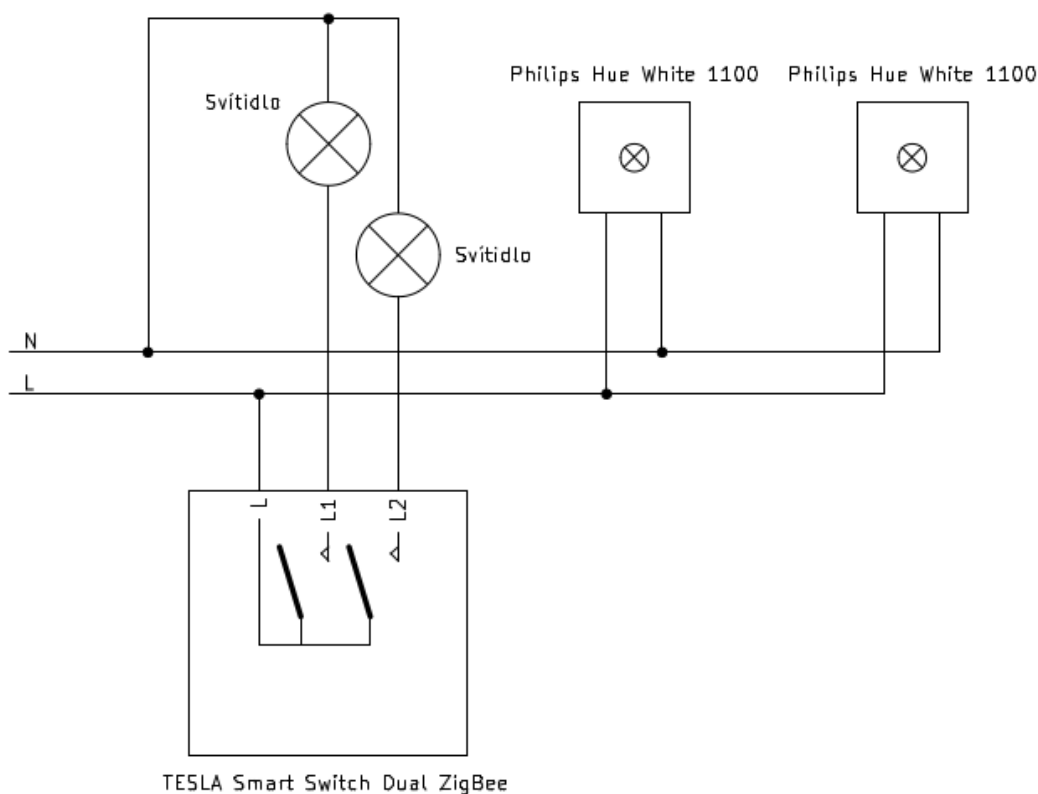 Philips Hue White 1100
Philips Hue White 1100
Svítidlo
Svítidlo
N
L
L
L1
L2
TESLA Smart Switch Dual ZigBee